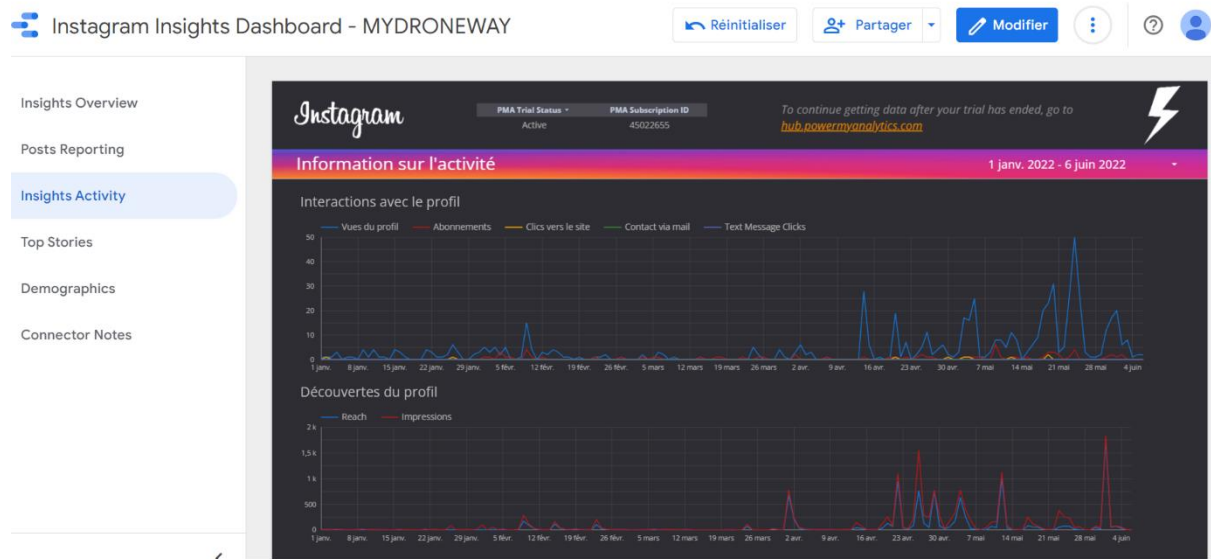 Instagram Insights Dashboard - MYDRONEWAY
Réinitialiser
Partager
Modifier
Insights Overview
Posts Reporting
Insights Activity
Top Stories
Demographics
Connector Notes
Instagram
PMA Trial Status PMA Subscription ID
Active 45022655
To continue getting data after your trial has ended, go to
hub.powermyanalytics.com
Information sur l'activité
1 janv. 2022 - 6 juin 2022
Interactions avec le profil
Vues du profil Abonnements Clics vers le site Contact via mail Text Message Clicks
50
40
30
20
10
0
1 janv. 8 janv. 15 janv. 22 janv. 29 janv. 5 févr. 12 févr. 19 févr. 26 févr. 5 mars 12 mars 19 mars 26 mars 2 avr. 9 avr. 16 avr. 23 avr. 30 avr. 7 mai 14 mai 21 mai 28 mai 4 juin
Découvertes du profil
Reach Impressions
2 k
1,5 k
1 k
500
0
1 janv. 8 janv. 15 janv. 22 janv. 29 janv. 5 févr. 12 févr. 19 févr. 26 févr. 5 mars 12 mars 19 mars 26 mars 2 avr. 9 avr. 16 avr. 23 avr. 30 avr. 7 mai 14 mai 21 mai 28 mai 4 juin